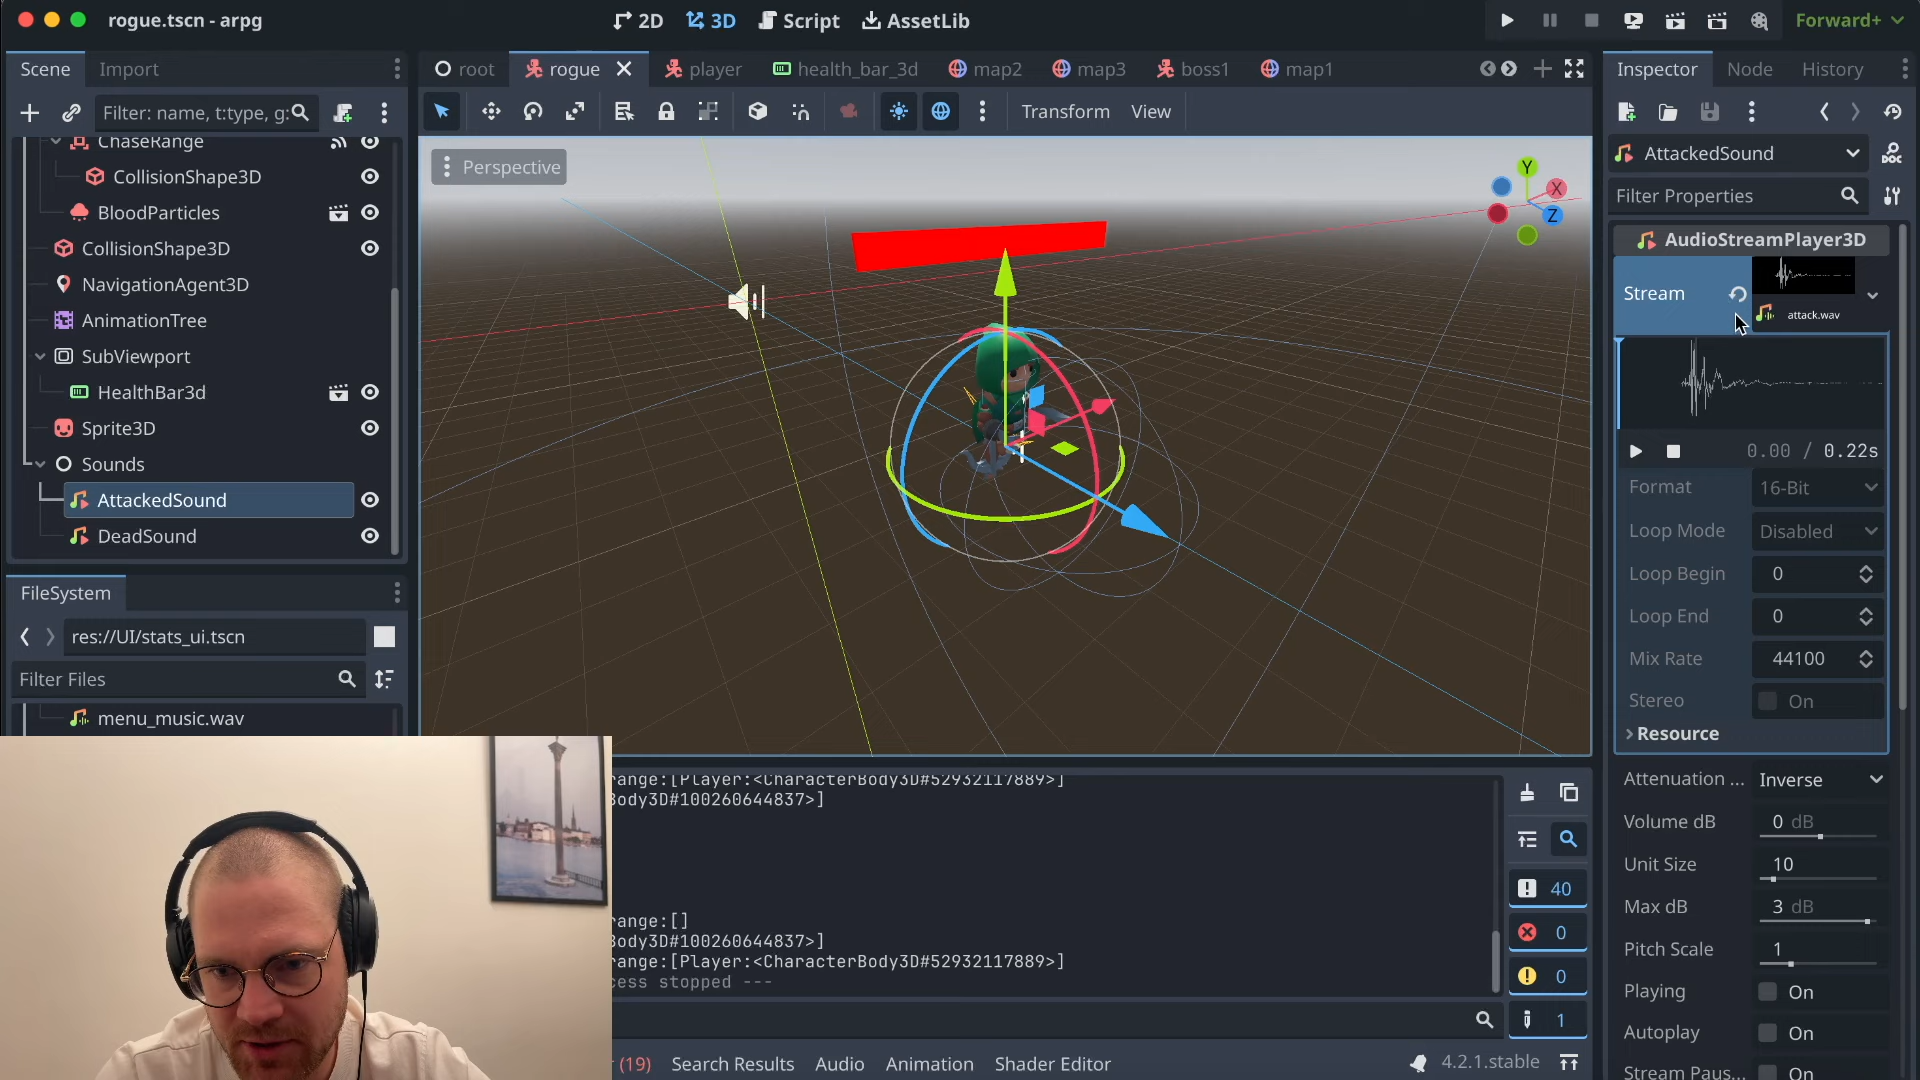 rogue.tscn - arpg
2D
3D
Script
AssetLib
Forward+
Scene
Import
root
rogue
player
health_bar_3d
map2
map3
boss1
map1
Inspector
Node
History
Filter: name, t:type, g:
Transform
View
ChaseRange
CollisionShape3D
BloodParticles
CollisionShape3D
NavigationAgent3D
AnimationTree
SubViewport
HealthBar3d
Sprite3D
Sounds
AttackedSound
DeadSound
FileSystem
res://UI/stats_ui.tscn
Filter Files
menu_music.wav
Perspective
Y
X
Z
AttackedSound
DOC
Filter Properties
AudioStreamPlayer3D
Stream
attack.wav
0.00 / 0.22s
Format 16-Bit
Loop Mode Disabled
Loop Begin 0
Loop End 0
Mix Rate 44100
Stereo On
Resource
Attenuation ... Inverse
Volume dB 0 dB
Unit Size 10
Max dB 3 dB
Pitch Scale 1
Playing On
Autoplay On
Stream Paus... On
ange:[Player:<CharacterBody3D#52932117889>]
ody3D#100260644837>]
ange:[]
ody3D#100260644837>]
ange:[Player:<CharacterBody3D#52932117889>]
cess stopped ---
40
0
0
1
(19)
Search Results
Audio
Animation
Shader Editor
4.2.1.stable